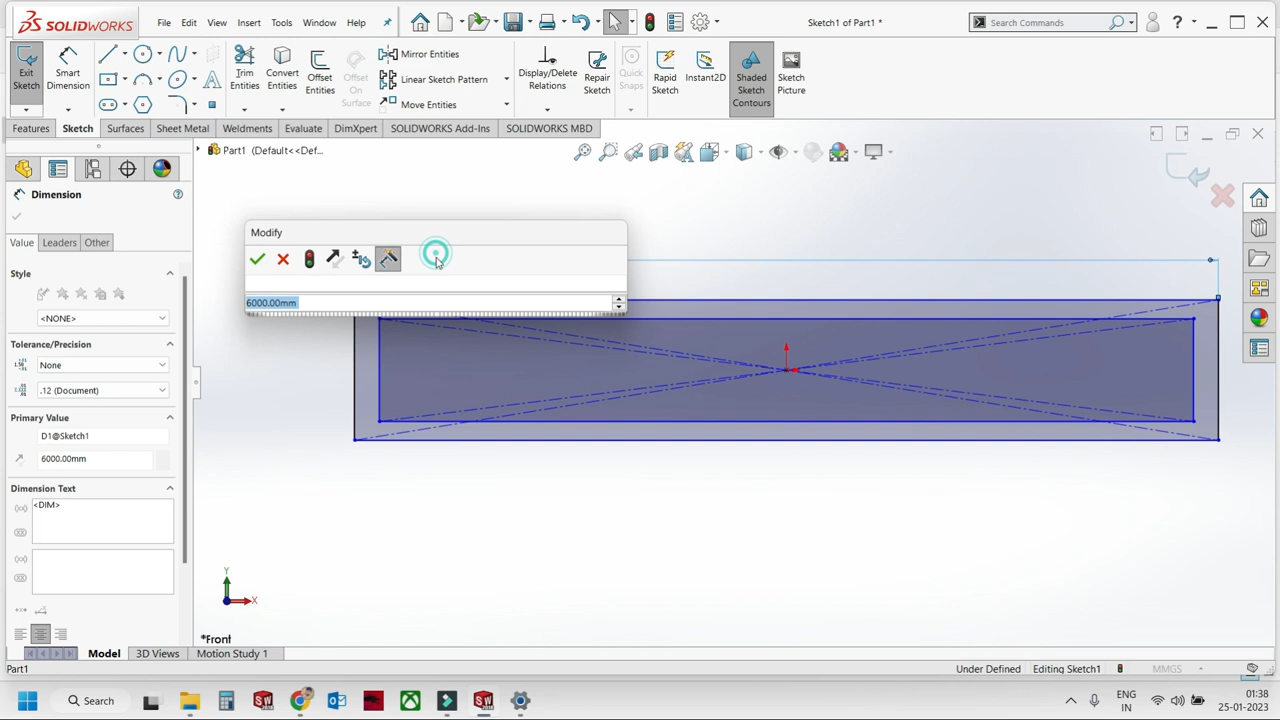 SOLIDWORKS
File
Edit
View
Insert
Tools
Window
Help
Sketch1 of Part1 *
Search Commands
?
Exit
Sketch
Smart
Dimension
Trim
Entities
Convert
Entities
Offset
Entities
Offset
On
Surface
Mirror Entities
Linear Sketch Pattern
Move Entities
Display/Delete
Relations
Repair
Sketch
Quick
Snaps
Rapid
Sketch
Instant2D
Shaded
Sketch
Contours
Sketch
Picture
Features
Sketch
Surfaces
Sheet Metal
Weldments
Evaluate
DimXpert
SOLIDWORKS Add-Ins
SOLIDWORKS MBD
Part1 (Default<<Def...
Dimension
Value
Leaders
Other
Style
<NONE>
Tolerance/Precision
None
.12 (Document)
Primary Value
D1@Sketch1
6000.00mm
Dimension Text
<DIM>
Modify
6000.00mm
Y
X
*Front
Model
3D Views
Motion Study 1
Part1
Under Defined
Editing Sketch1
MMGS
Search
ENG
IN
01:38
25-01-2023